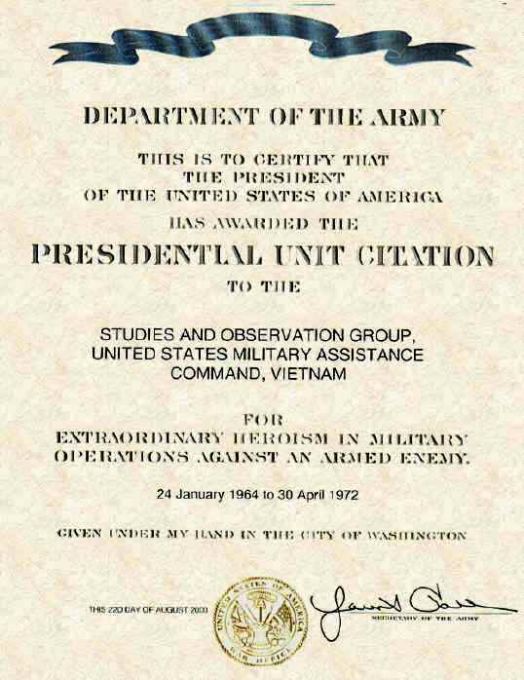 DEPARTMENT OF THE ARMY
THIS IS TO CERTIFY THAT
THE PRESIDENT
OF THE UNITED STATES OF AMERICA
HAS AWARDED THE
PRESIDENTIAL UNIT CITATION
TO THE
STUDIES AND OBSERVATION GROUP,
UNITED STATES MILITARY ASSISTANCE
COMMAND, VIETNAM
FOR
EXTRAORDINARY HEROISM IN MILITARY
OPERATIONS AGAINST AN ARMED ENEMY.
24 January 1964 to 30 April 1972
GIVEN UNDER MY HAND IN THE CITY OF WASHINGTON
THIS 22D DAY OF AUGUST 2000
SECRETARY OF THE ARMY